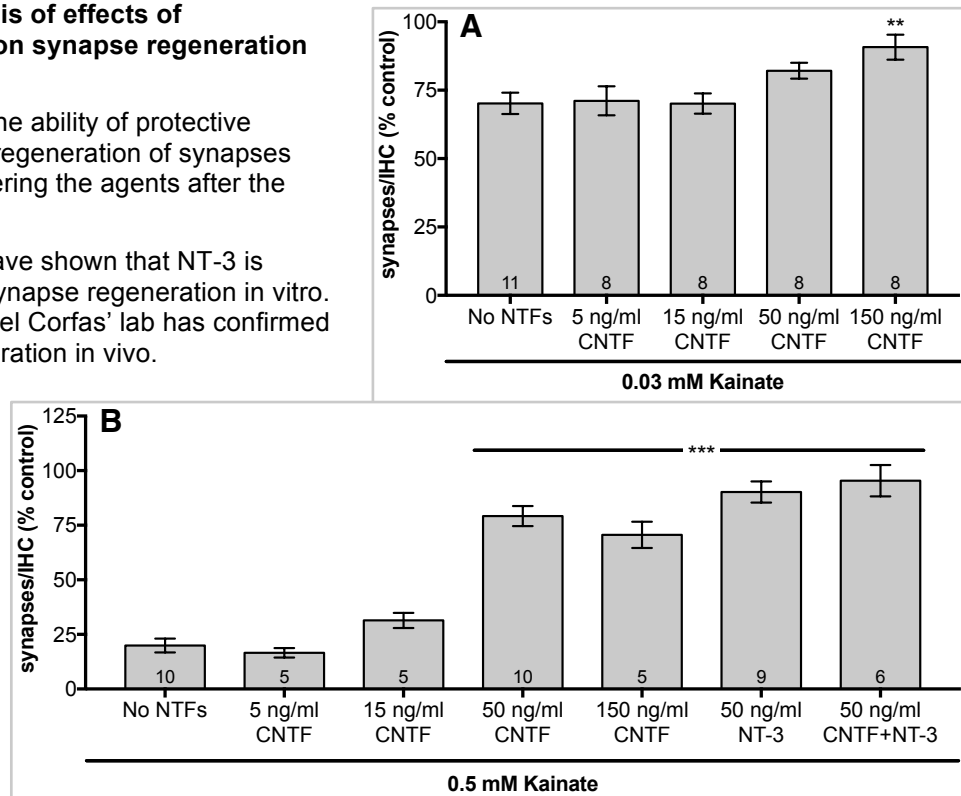 is of effects of
on synapse regeneration
he ability of protective
regeneration of synapses
ering the agents after the
ave shown that NT-3 is
ynapse regeneration in vitro.
el Corfas' lab has confirmed
ration in vivo.
A
synapses/IHC (% control)
100
75
50
25
0
**
11 8 8 8 8
No NTFs 5 ng/ml 15 ng/ml 50 ng/ml 150 ng/ml
CNTF CNTF CNTF CNTF
0.03 mM Kainate
B
synapses/IHC (% control)
125
100
75
50
25
0
***
10 5 5 10 5 9 6
No NTFs 5 ng/ml 15 ng/ml 50 ng/ml 150 ng/ml 50 ng/ml 50 ng/ml
CNTF CNTF CNTF CNTF NT-3 CNTF+NT-3
0.5 mM Kainate